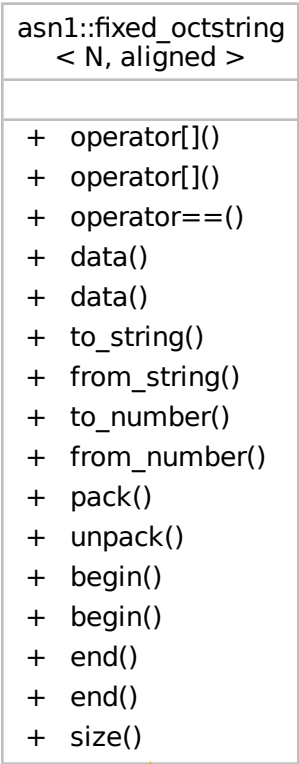 asn1::fixed_octstring
< N, aligned >
+ operator[]()
+ operator[]()
+ operator==()
+ data()
+ data()
+ to_string()
+ from_string()
+ to_number()
+ from_number()
+ pack()
+ unpack()
+ begin()
+ begin()
+ end()
+ end()
+ size()